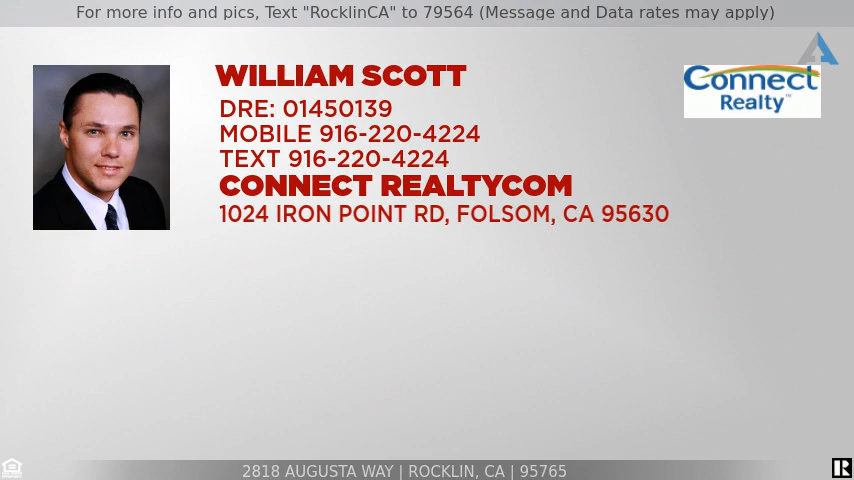 For more info and pics, Text "RocklinCA" to 79564 (Message and Data rates may apply)
WILLIAM SCOTT
DRE: 01450139
MOBILE 916-220-4224
TEXT 916-220-4224
CONNECT REALTYCOM
1024 IRON POINT RD, FOLSOM, CA 95630
Connect
Realty™
2818 AUGUSTA WAY | ROCKLIN, CA | 95765